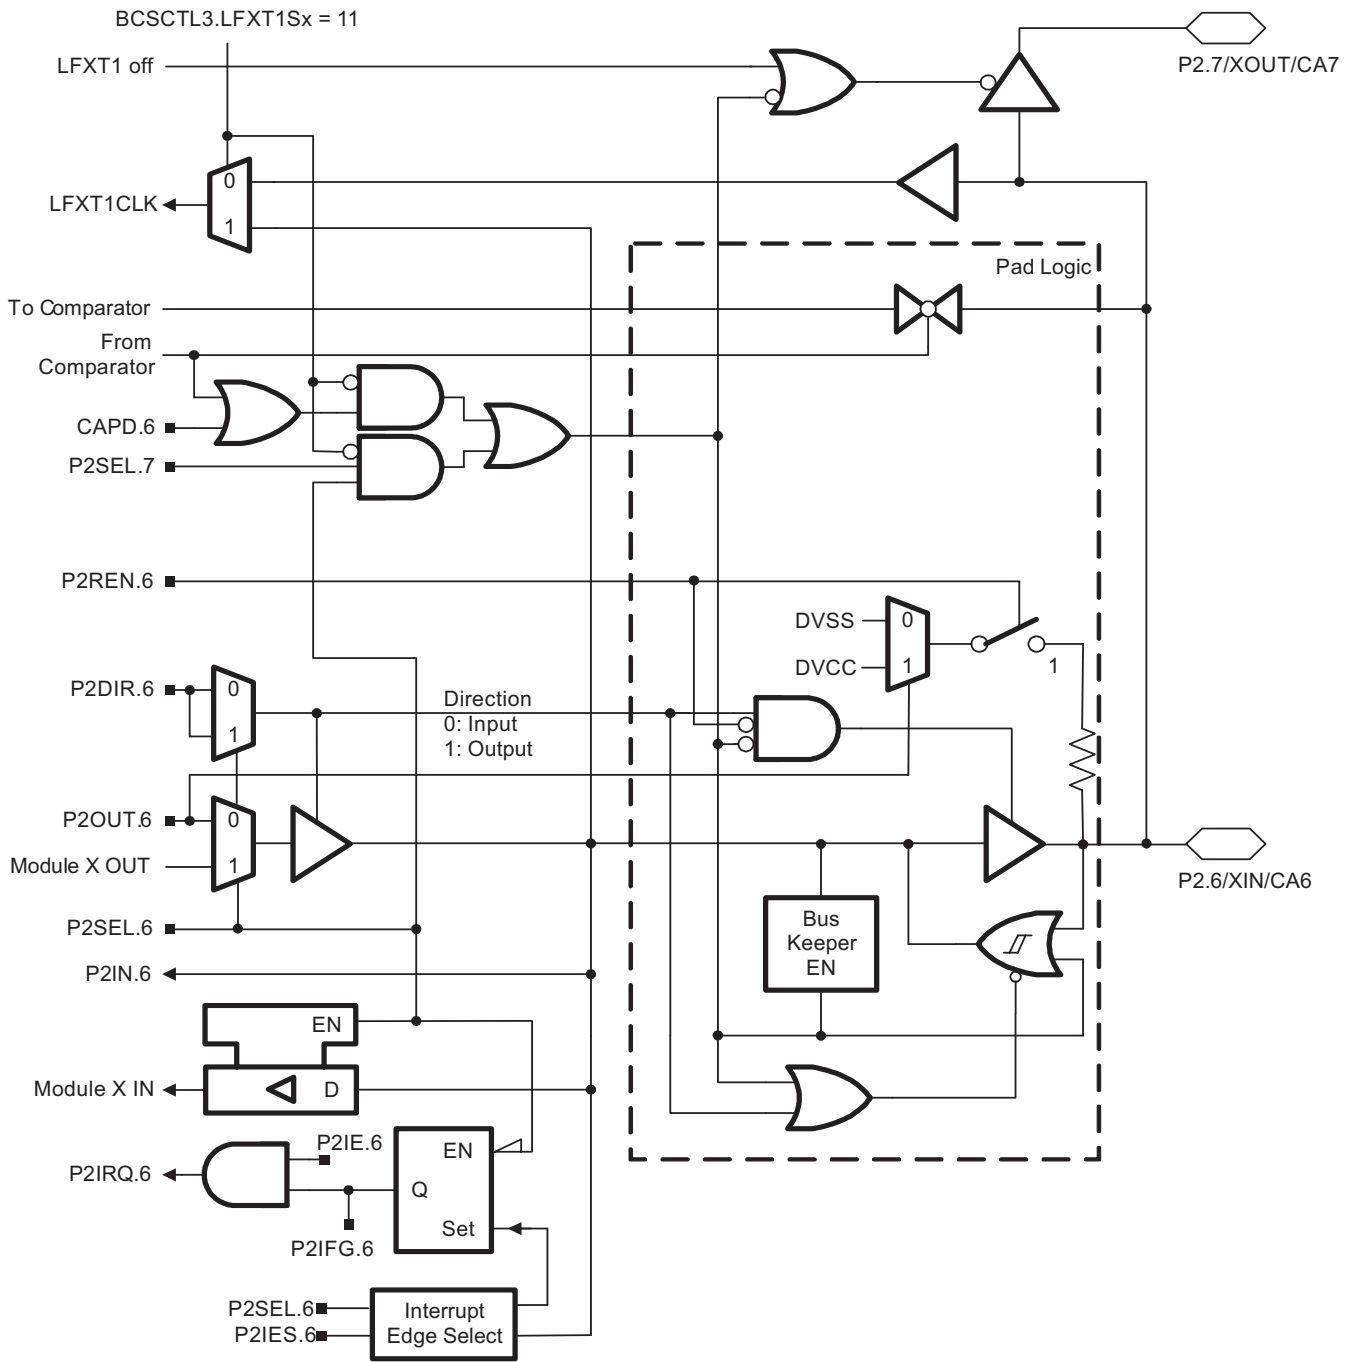 BCSCTL3.LFXT1Sx = 11
LFXT1 off
P2.7/XOUT/CA7
0
LFXT1CLK
1
Pad Logic
To Comparator
From
Comparator
CAPD.6
P2SEL.7
P2REN.6
DVSS
0
DVCC
1
1
P2DIR.6
0
1
Direction
0: Input
1: Output
P2OUT.6
0
Module X OUT
1
P2.6/XIN/CA6
P2SEL.6
Bus
Keeper
EN
P2IN.6
EN
Module X IN
D
P2IE.6
EN
P2IRQ.6
Q
Set
P2IFG.6
P2SEL.6
P2IES.6
Interrupt
Edge Select